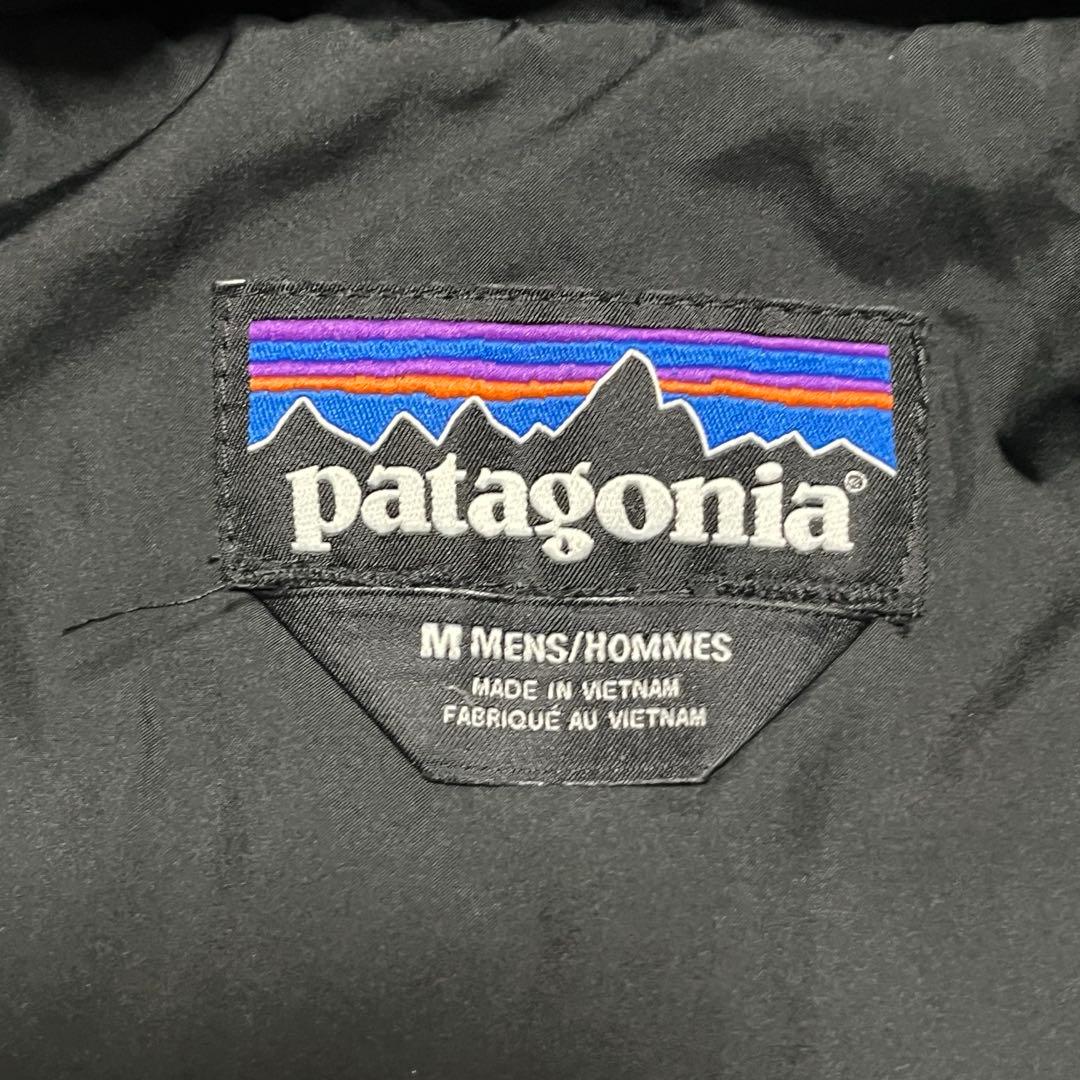 patagonia®
M MENS/HOMMES
MADE IN VIETNAM
FABRIQUÉ AU VIETNAM